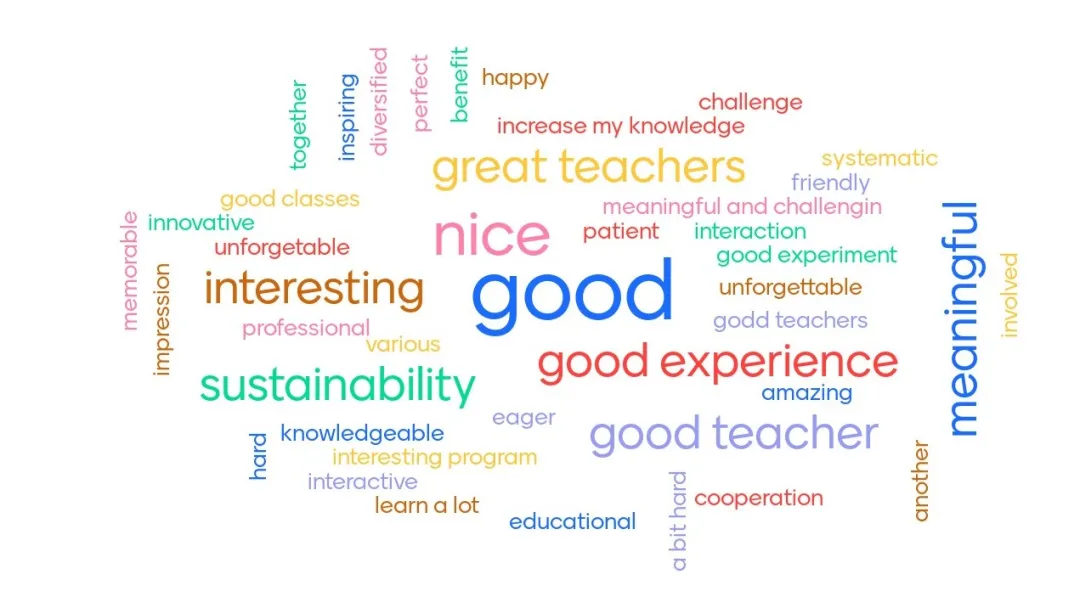 happy
benefit
perfect
diversified
inspiring
together
challenge
increase my knowledge
great teachers
systematic
friendly
good classes
meaningful and challengin
innovative
nice
patient
interaction
memorable
unforgetable
good experiment
meaningful
interesting
good
unforgettable
involved
impression
professional
godd teachers
various
good experience
sustainability
amazing
eager
knowledgeable
good teacher
hard
interesting program
interactive
another
learn a lot
cooperation
a bit hard
educational